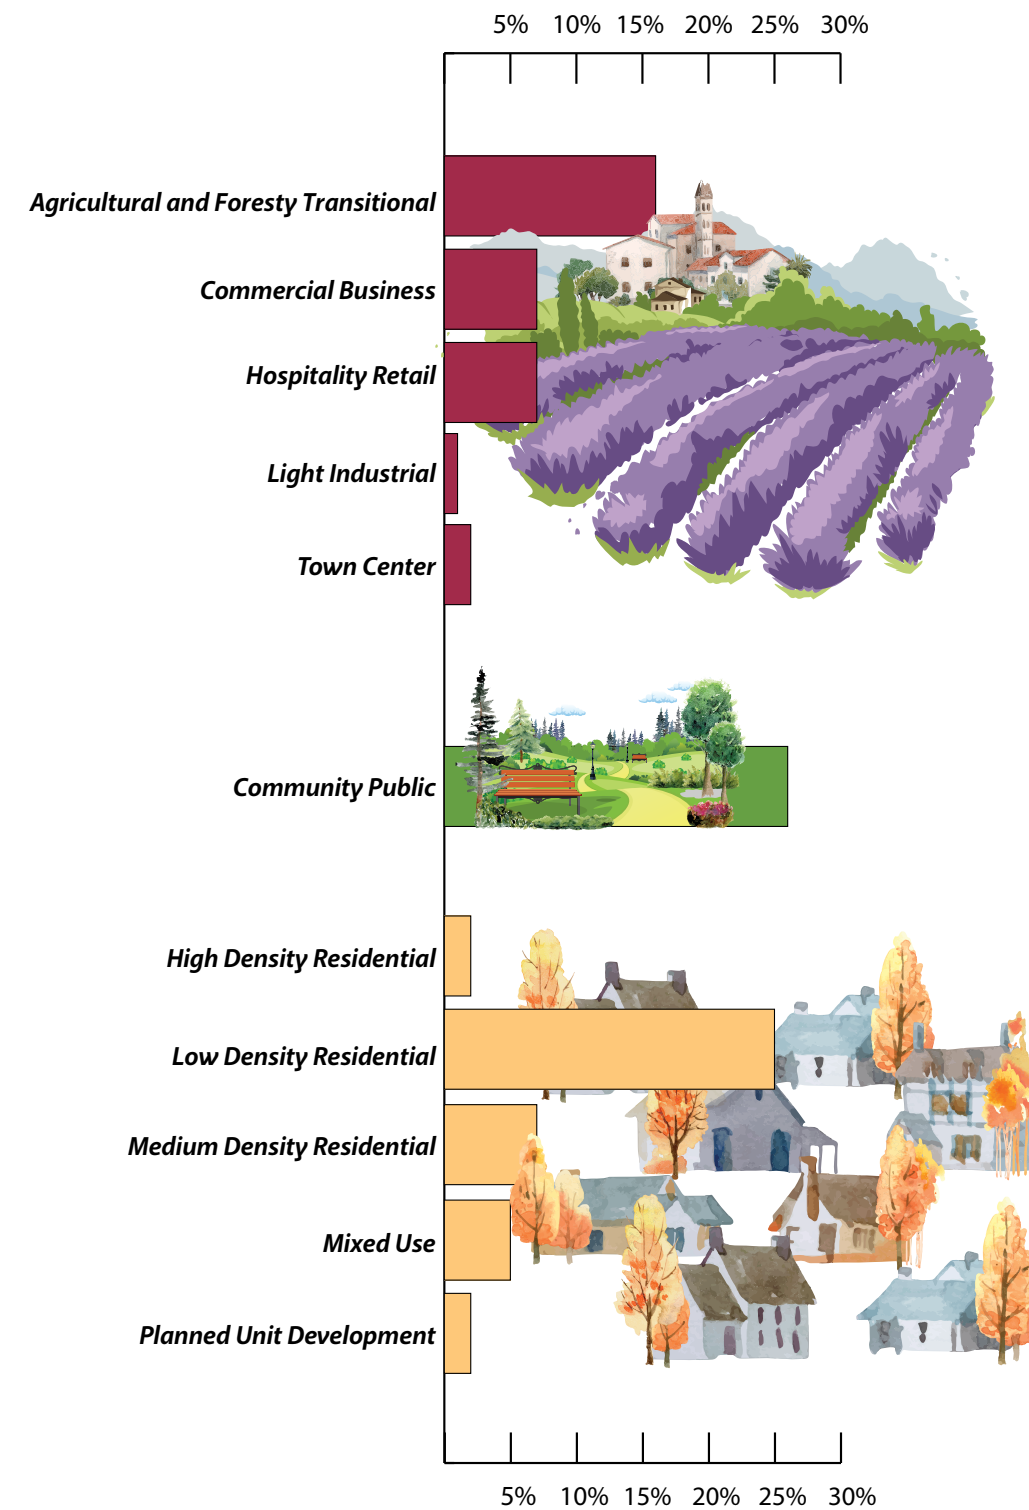 5% 10% 15% 20% 25% 30%
Agricultural and Foresty Transitional
Commercial Business
Hospitality Retail
Light Industrial
Town Center
Community Public
High Density Residential
Low Density Residential
Medium Density Residential
Mixed Use
Planned Unit Development
5% 10% 15% 20% 25% 30%